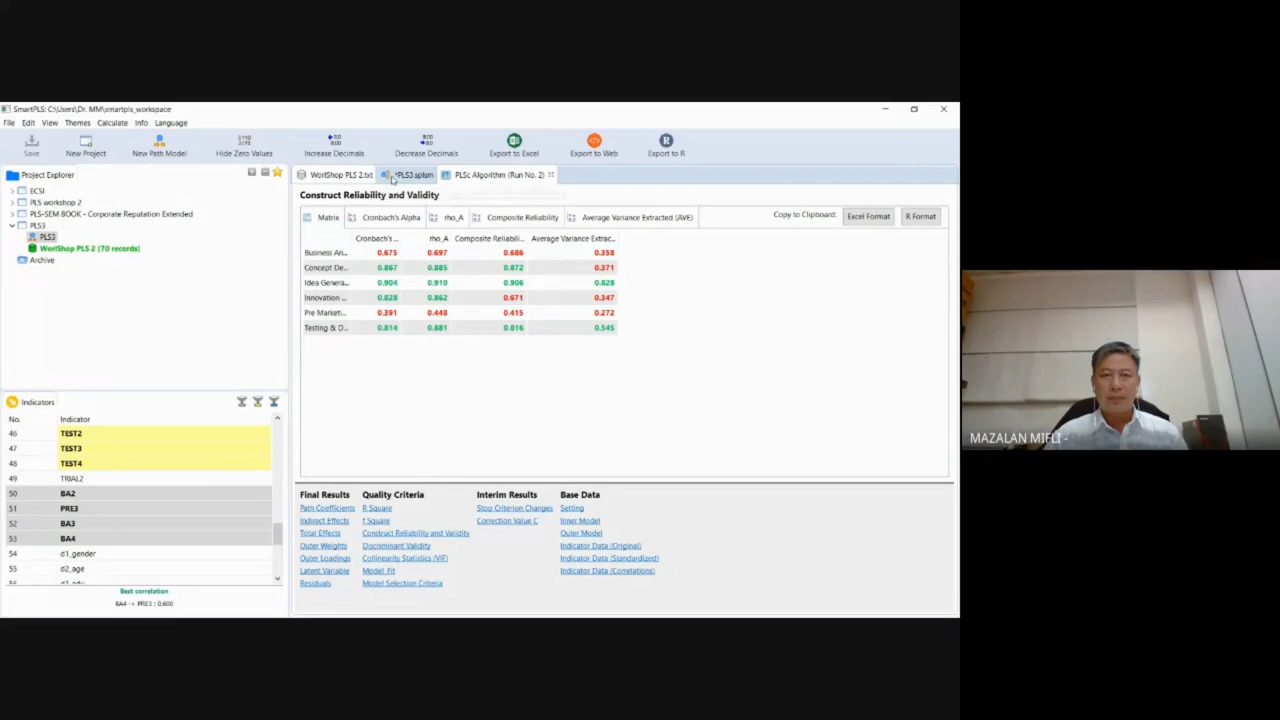 SmartPLS: C:\Users\Dr. MM\smartpls_workspace
File Edit View Themes Calculate Info Language
Save New Project New Path Model Hide Zero Values Increase Decimals Decrease Decimals Export to Excel Export to Web Export to R
Project Explorer
ECSI
PLS workshop 2
PLS-SEM BOOK - Corporate Reputation Extended
PLS3
PLS3
WorlShop PLS 2 [70 records]
Archive
Indicators
No. Indicator
46 TEST2
47 TEST3
48 TEST4
49 TRIAL2
50 BA2
51 PRE3
52 BA3
53 BA4
54 d1_gender
55 d2_age
56 d3_edu
Best correlation
BA4 -> PRE3 : 0.600
WorlShop PLS 2.txt *PLS3.splsm PLSc Algorithm (Run No. 2)
Construct Reliability and Validity
Matrix Cronbach's Alpha rho_A Composite Reliability Average Variance Extracted (AVE) Copy to Clipboard: Excel Format R Format
Cronbach's... rho_A Composite Reliabili... Average Variance Extrac...
Business An... 0.675 0.697 0.686 0.358
Concept De... 0.867 0.885 0.872 0.371
Idea Genera... 0.904 0.910 0.906 0.828
Innovation ... 0.828 0.862 0.671 0.347
Pre Marketi... 0.391 0.448 0.415 0.272
Testing & D... 0.814 0.881 0.816 0.545
Final Results Quality Criteria Interim Results Base Data
Path Coefficients R Square Stop Criterion Changes Setting
Indirect Effects f Square Correction Value C Inner Model
Total Effects Construct Reliability and Validity Outer Model
Outer Weights Discriminant Validity Indicator Data (Original)
Outer Loadings Collinearity Statistics (VIF) Indicator Data (Standardized)
Latent Variable Model_Fit Indicator Data (Correlations)
Residuals Model Selection Criteria
MAZALAN MIFLI -